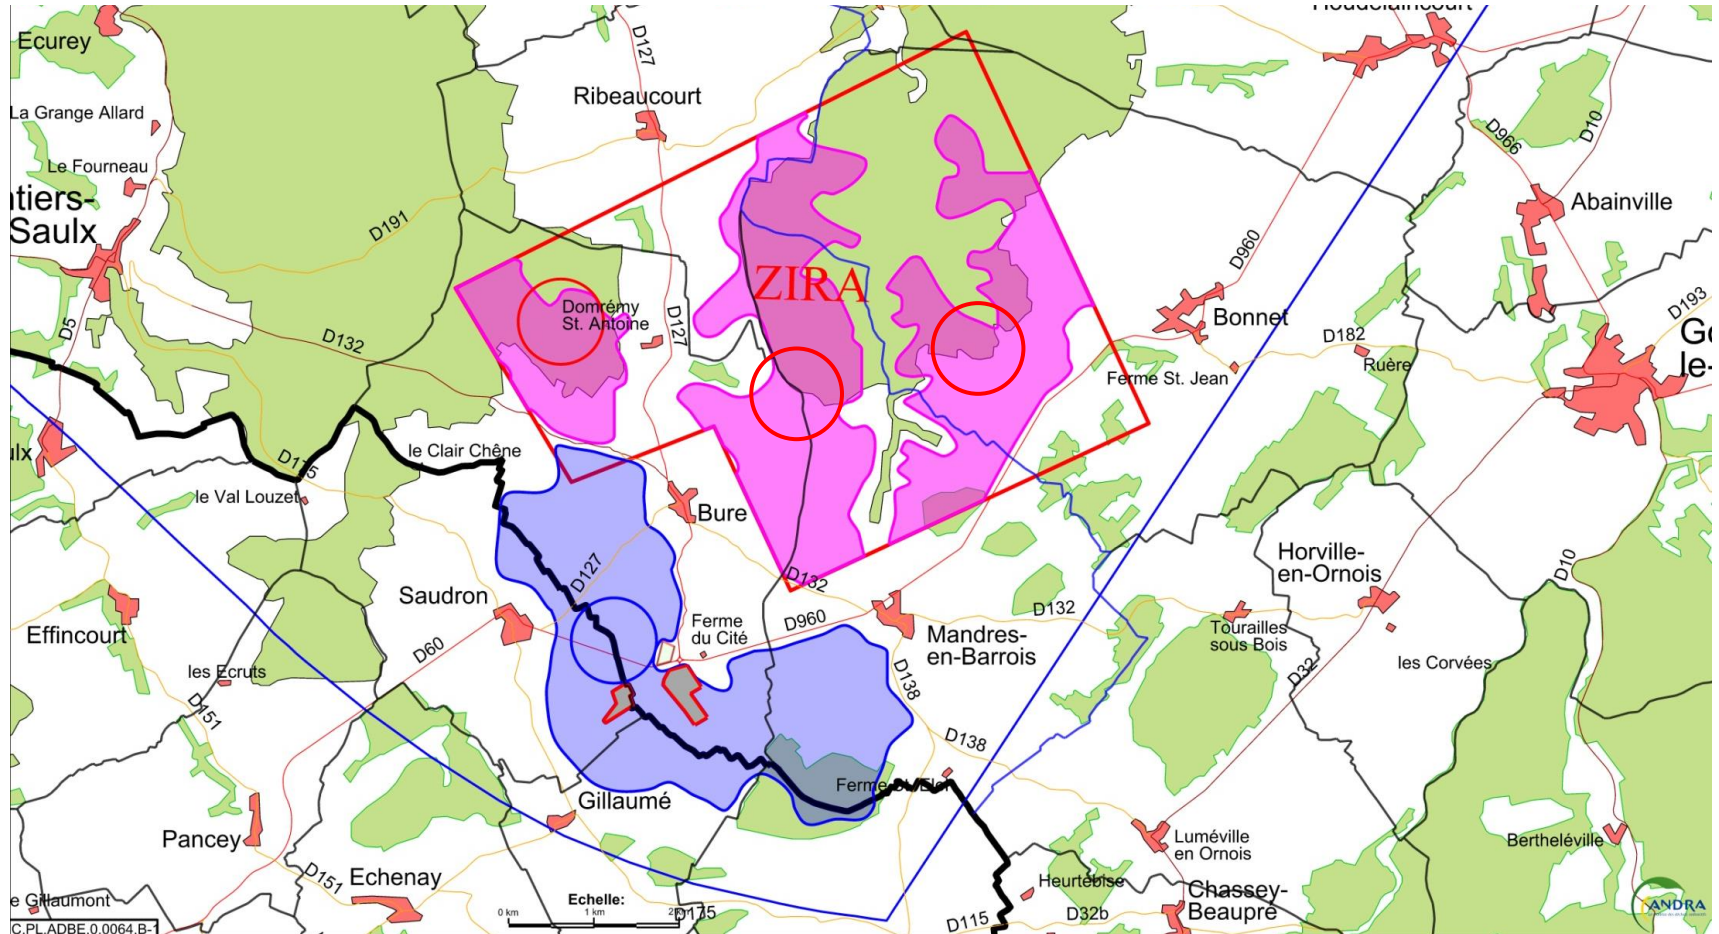 Ecurey
La Grange Allard
Le Fourneau
ntiers-
Saulx
D5
D191
D132
Ribeaucourt
D127
D127
Domrémy
St. Antoine
ZIRA
D960
Bonnet
Ferme St. Jean
D182
Ruère
D966
D10
Abainville
D193
le Clair Chêne
D115
le Val Louzet
Bure
D127
Saudron
Effincourt
les Ecruts
D60
D151
Ferme
du Cité
D960
D132
Mandres-
en-Barrois
D132
D138
D138
Horville-
en-Ornois
Tourailles
sous Bois
les Corvées
D32
D10
Pancey
Gillaumé
Echenay
D151
Gillaumont
C.PL.ADBE.0.0064.B-1
Echelle:
0 km
1 km
D115
D32b
Heurtebise
Luméville
en Ornois
Chassey-
Beaupré
Bertheléville
ANDRA